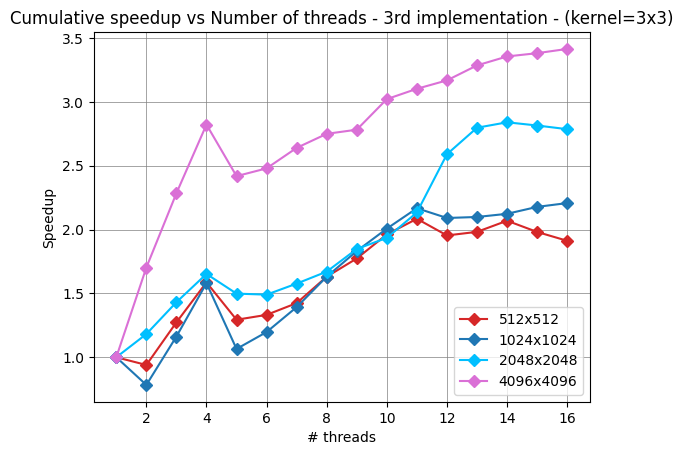 Cumulative speedup vs Number of threads - 3rd implementation - (kernel=3x3)
3.5
3.0
2.5
2.0
1.5
1.0
Speedup
512x512
1024x1024
2048x2048
4096x4096
2 4 6 8 10 12 14 16
# threads